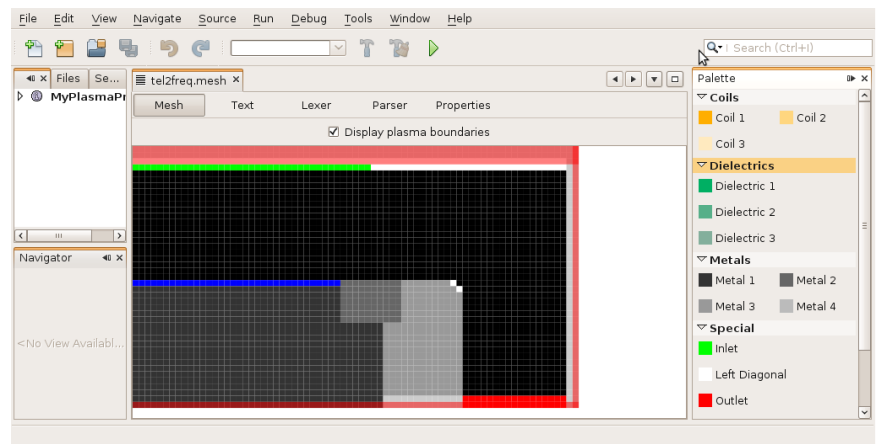 File Edit View Navigate Source Run Debug Tools Window Help
Search (Ctrl+I)
Files Se...
MyPlasmaPr
tel2freq.mesh
Mesh Text Lexer Parser Properties
Display plasma boundaries
Navigator
<No View Availabl...
Palette
Coils
Coil 1 Coil 2
Coil 3
Dielectrics
Dielectric 1
Dielectric 2
Dielectric 3
Metals
Metal 1 Metal 2
Metal 3 Metal 4
Special
Inlet
Left Diagonal
Outlet